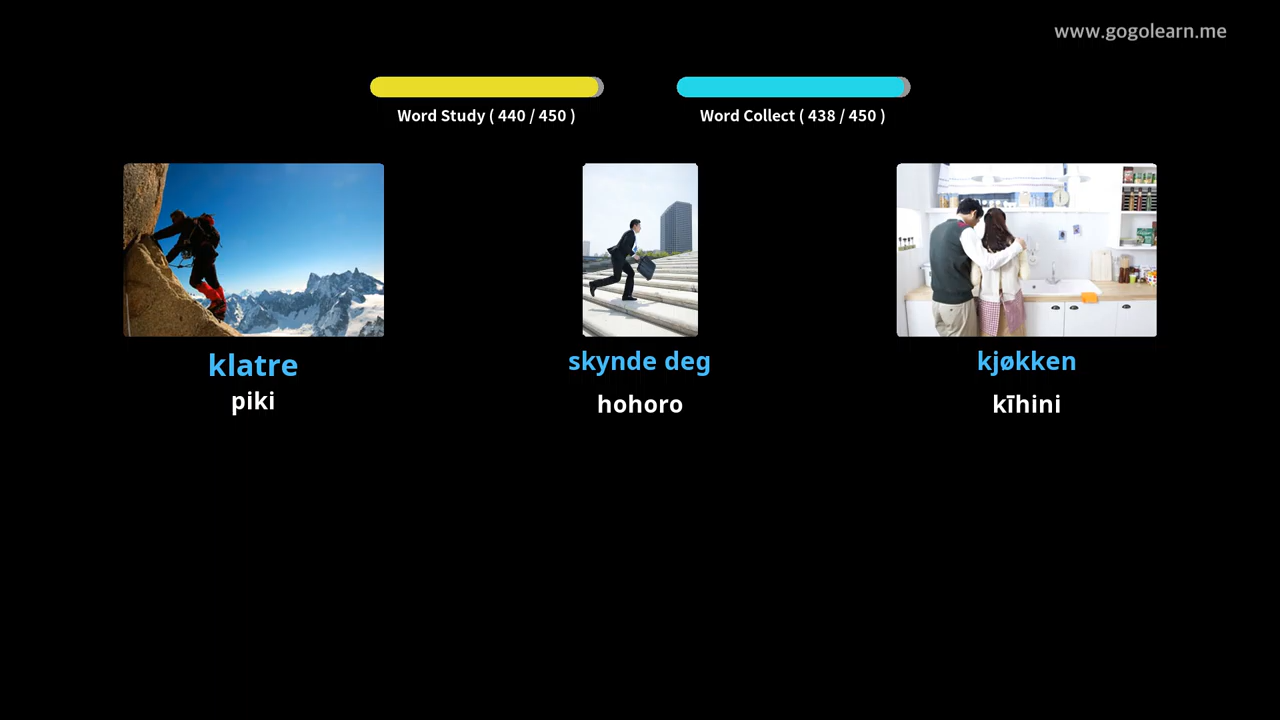 www.gogolearn.me
Word Study ( 440 / 450 )
Word Collect ( 438 / 450 )
klatre
piki
skynde deg
hohoro
kjøkken
kīhini